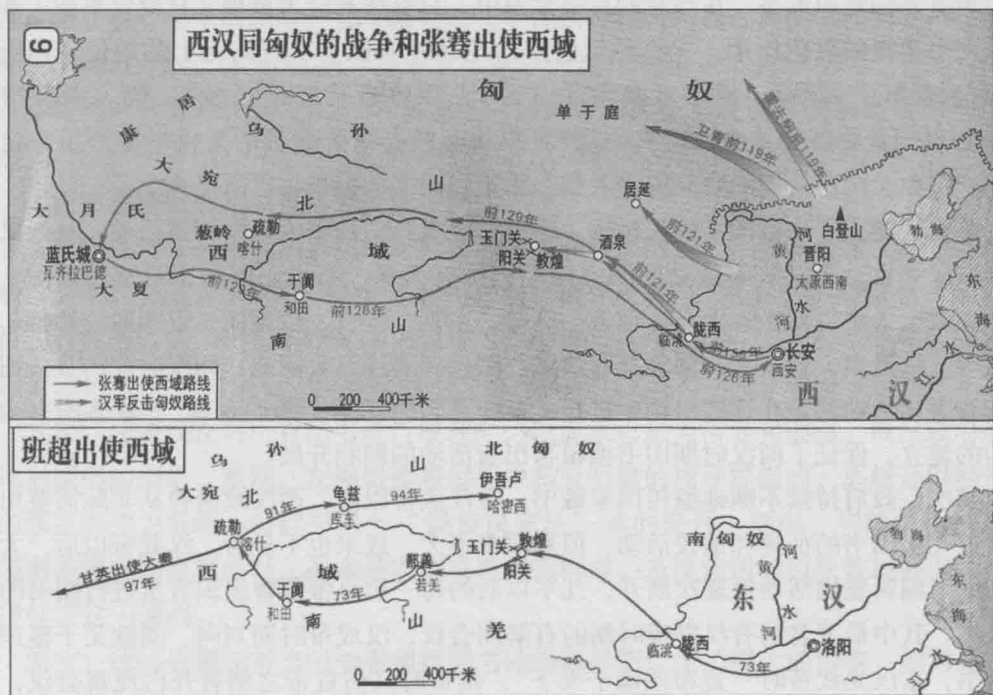 9
西汉同匈奴的战争和张骞出使西域
匈 奴
单于庭
康 居
乌 孙
大 宛
卫青前119年
霍去病前119年
居延
白登山
渤海
北 山
前129年
前121年
大 月 氏
葱岭
疏勒
喀什
西 域
玉门关
阳关
敦煌
酒泉
河
黄
河
水
晋阳
太原西南
东
海
蓝氏城
瓦齐拉巴德
大 夏
于阗
和田
前128年
前121年
南 山
陇西
临洮
长安
西安
前126年
江 水
西 汉
张骞出使西域路线
汉军反击匈奴路线
0 200 400千米
班超出使西域
乌 孙
北 匈 奴
大宛
北 山
91年
龟兹
库车
94年
伊吾卢
哈密西
疏勒
喀什
甘英出使大秦
97年
西 域
鄯善
若羌
玉门关
阳关
敦煌
南 匈 奴
渤海
于阗
和田
73年
南 山
羌
河
黄
河
水
东 汉
东
海
陇西
临洮
洛阳
73年
江 水
0 200 400千米